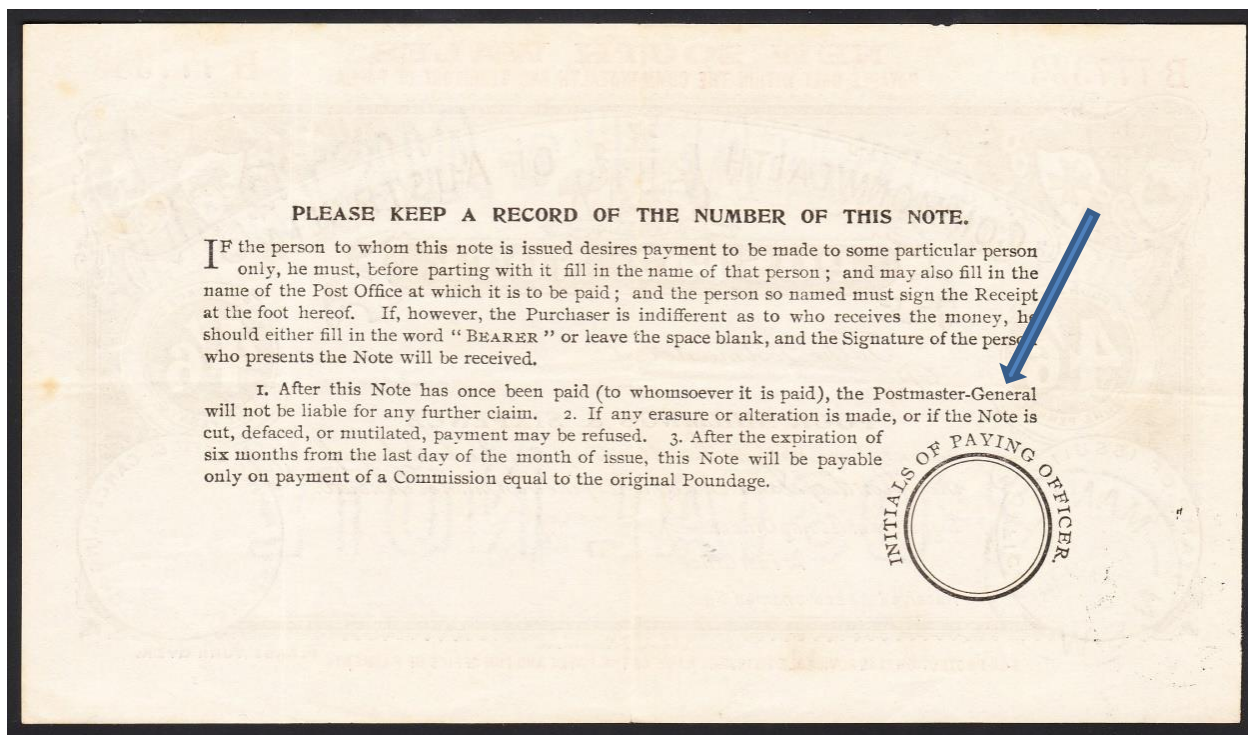 PLEASE KEEP A RECORD OF THE NUMBER OF THIS NOTE.
IF the person to whom this note is issued desires payment to be made to some particular person
only, he must, before parting with it fill in the name of that person ; and may also fill in the
name of the Post Office at which it is to be paid ; and the person so named must sign the Receipt
at the foot hereof. If, however, the Purchaser is indifferent as to who receives the money, he
should either fill in the word “ BEARER ” or leave the space blank, and the Signature of the person
who presents the Note will be received.
1. After this Note has once been paid (to whomsoever it is paid), the Postmaster-General
will not be liable for any further claim. 2. If any erasure or alteration is made, or if the Note is
cut, defaced, or mutilated, payment may be refused. 3. After the expiration of
six months from the last day of the month of issue, this Note will be payable
only on payment of a Commission equal to the original Poundage.
INITIALS OF PAYING OFFICER.